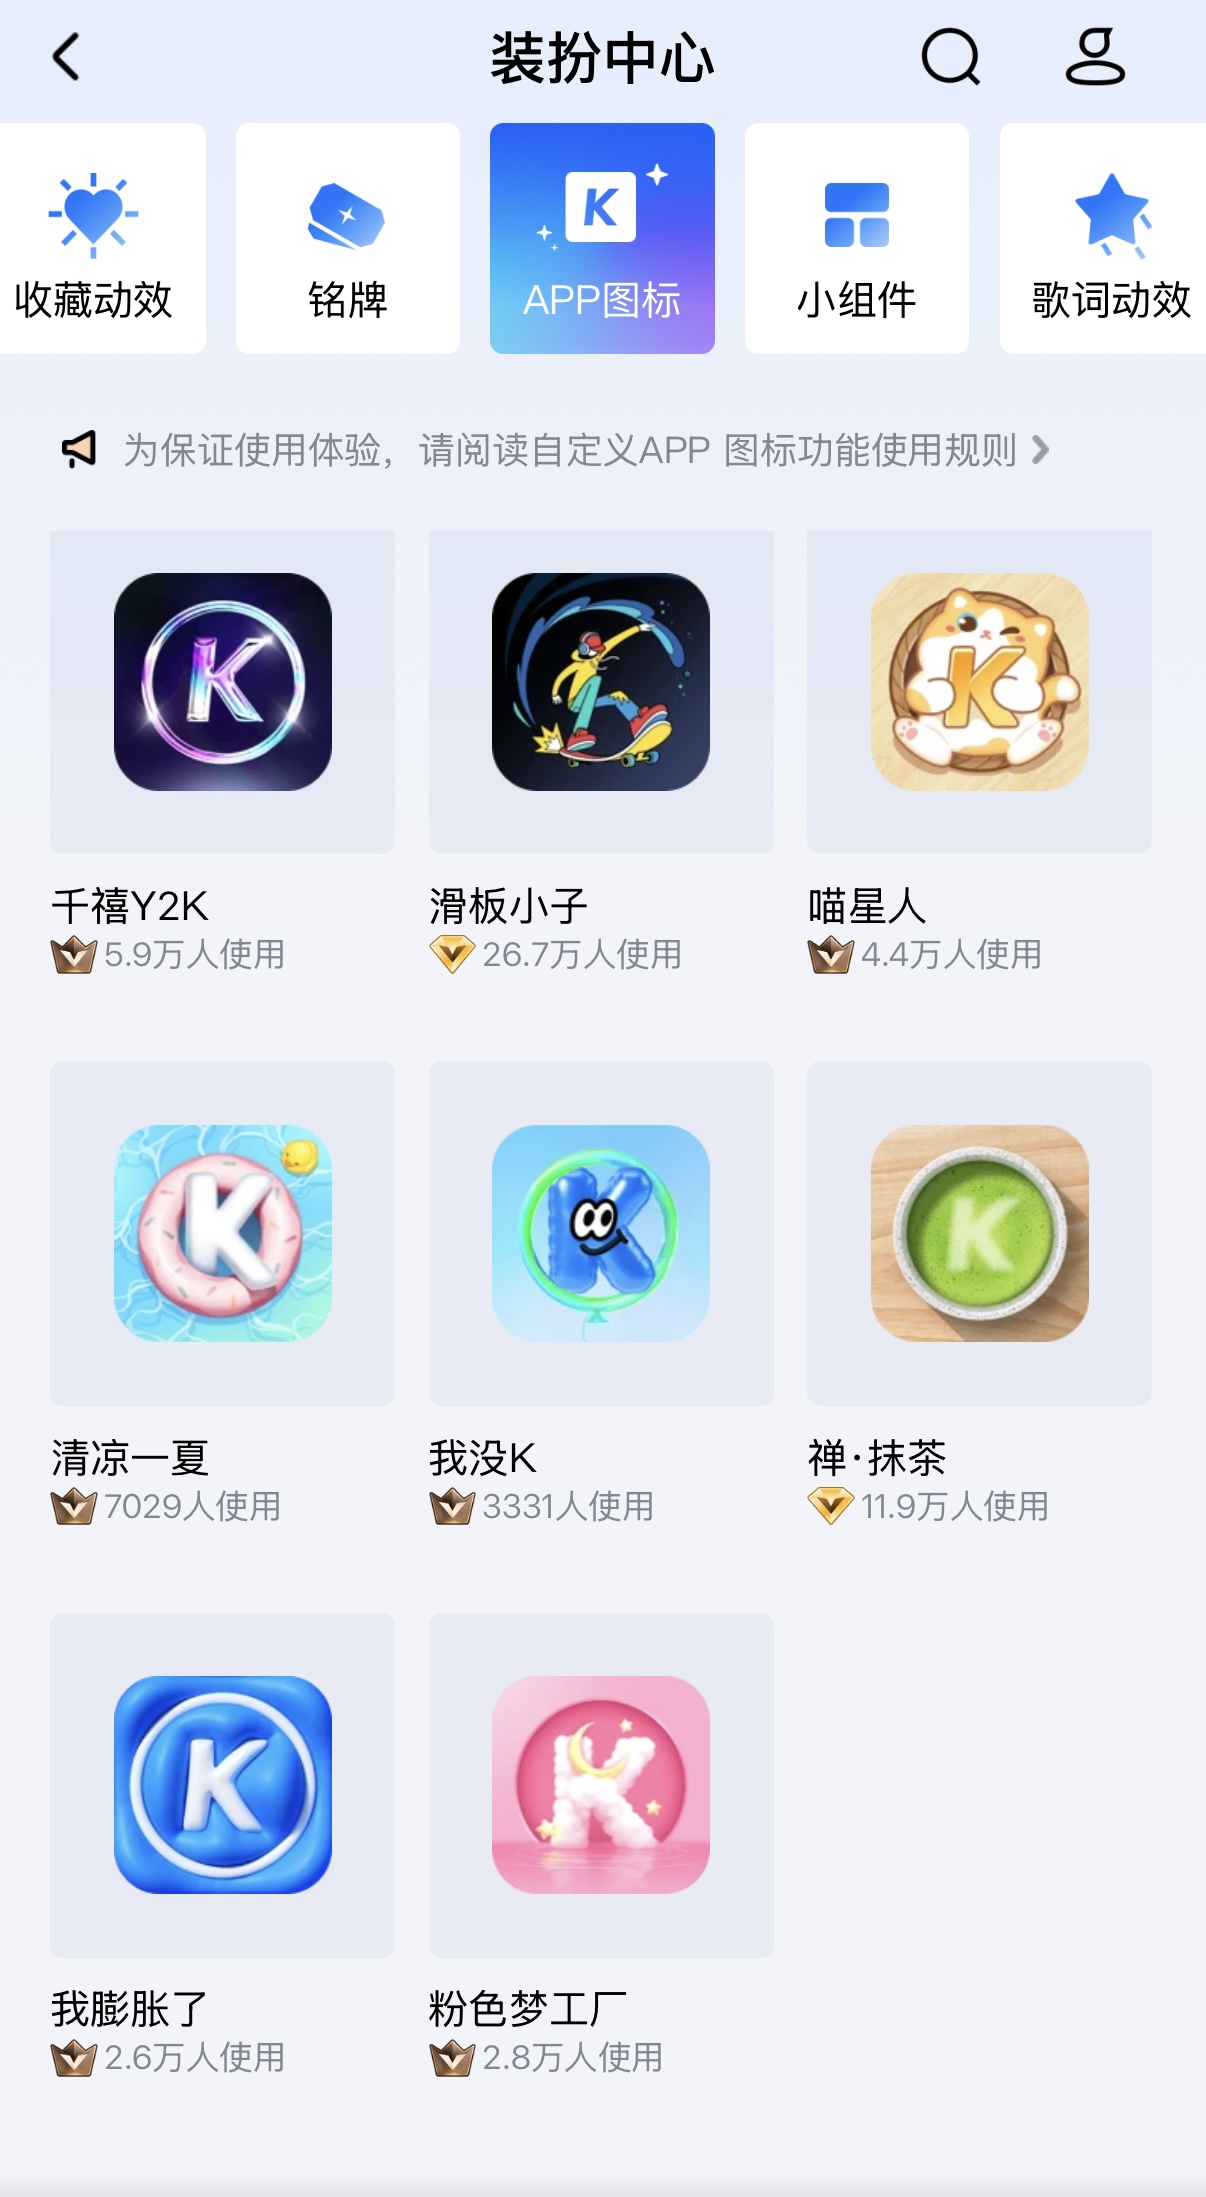 装扮中心
K
收藏动效 铭牌 APP图标 小组件 歌词动效
为保证使用体验，请阅读自定义APP 图标功能使用规则
K K
千禧Y2K 滑板小子 喵星人
5.9万人使用 26.7万人使用 4.4万人使用
K K K
清凉一夏 我没K 禅·抹茶
7029人使用 3331人使用 11.9万人使用
K K
我膨胀了 粉色梦工厂
2.6万人使用 2.8万人使用